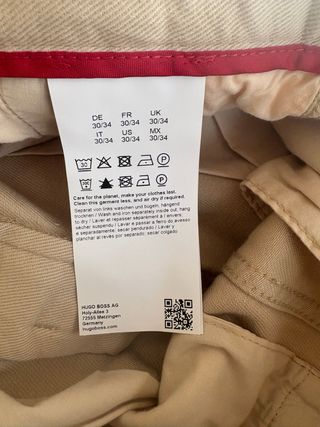 DE FR UK
30/34 30/34 30/34
IT US MX
30/34 30/34 30/34
30
Care for the planet, make your clothes last.
Clean this garment less, and air dry if required.
Separat von links waschen und bügeln, hängend
trocknen / Wash and iron separately inside out, hang
to dry / Laver et repasser séparément à l'envers,
sécher suspendu / Lavar e passar a ferro do avesso
e separadamente, secar pendurado / Lavar y
planchar al revés por separado, secar colgado
HUGO BOSS AG
Holy-Allee 3
72555 Metzingen
Germany
hugoboss.com